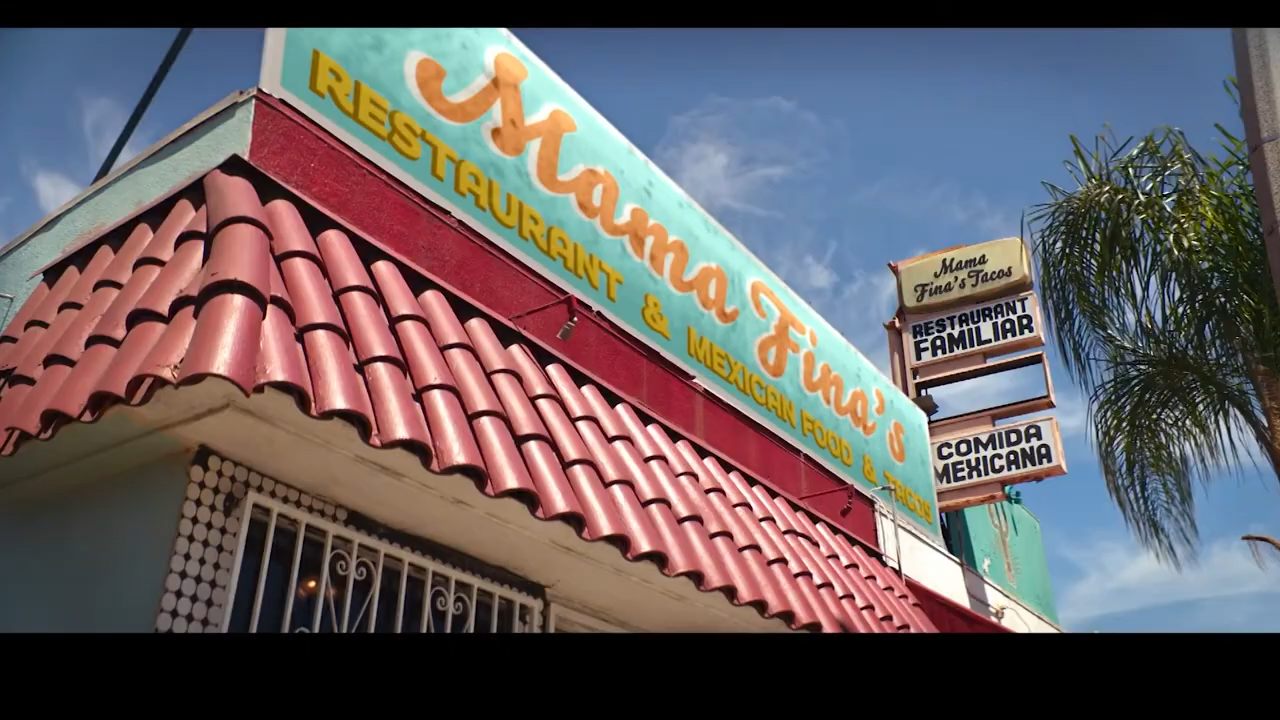 Mama Fina's
RESTAURANT & MEXICAN FOOD & TACOS
Mama
Fina's Tacos
RESTAURANT
FAMILIAR
COMIDA
MEXICANA